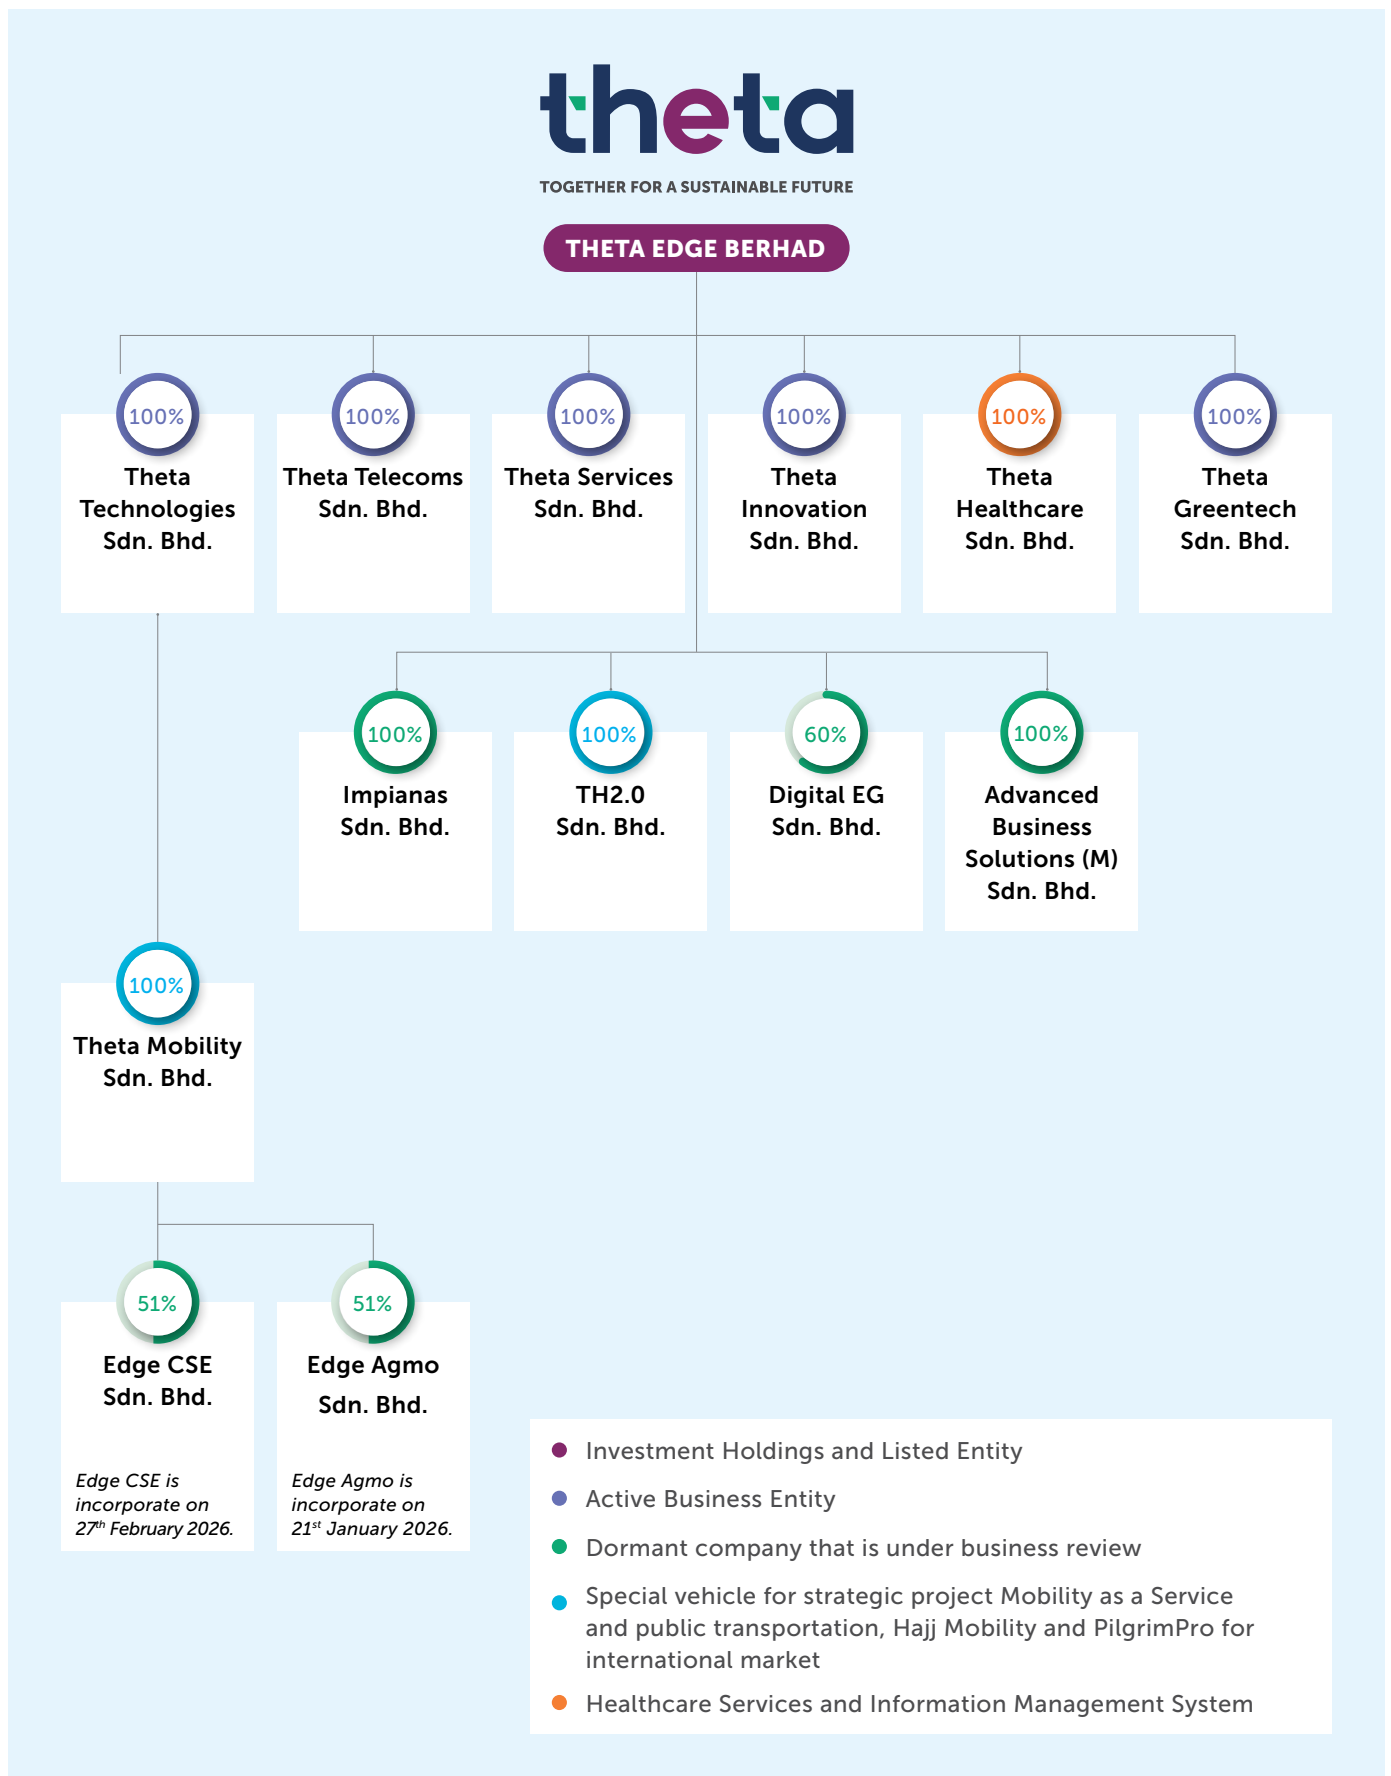 theta
TOGETHER FOR A SUSTAINABLE FUTURE
THETA EDGE BERHAD
100%
Theta
Technologies
Sdn. Bhd.
100%
Theta Telecoms
Sdn. Bhd.
100%
Theta Services
Sdn. Bhd.
100%
Theta
Innovation
Sdn. Bhd.
100%
Theta
Healthcare
Sdn. Bhd.
100%
Theta
Greentech
Sdn. Bhd.
100%
Impianas
Sdn. Bhd.
100%
TH2.0
Sdn. Bhd.
60%
Digital EG
Sdn. Bhd.
100%
Advanced
Business
Solutions (M)
Sdn. Bhd.
100%
Theta Mobility
Sdn. Bhd.
51%
Edge CSE
Sdn. Bhd.
Edge CSE is
incorporate on
27th February 2026.
51%
Edge Agmo
Sdn. Bhd.
Edge Agmo is
incorporate on
21st January 2026.
Investment Holdings and Listed Entity
Active Business Entity
Dormant company that is under business review
Special vehicle for strategic project Mobility as a Service
and public transportation, Hajj Mobility and PilgrimPro for
international market
Healthcare Services and Information Management System